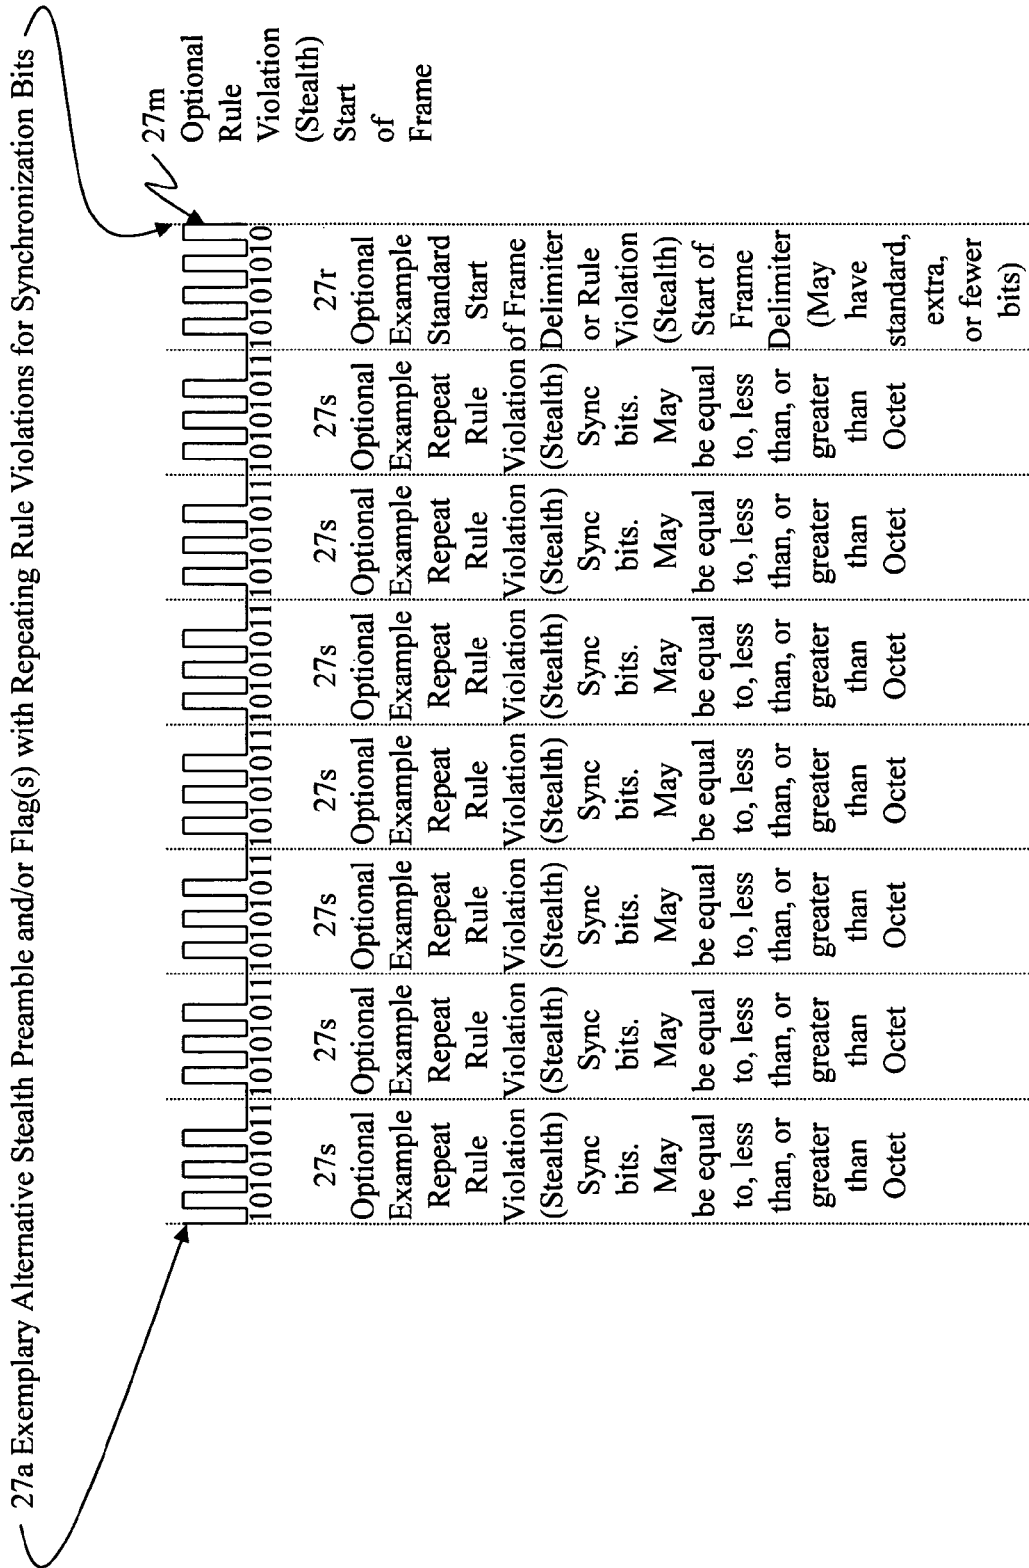 27a Exemplary Alternative Stealth Preamble and/or Flag(s) with Repeating Rule Violations for Synchronization Bits
27m
Optional
Rule
Violation
(Stealth)
Start
of
Frame
10101011
10101011
10101011
10101011
10101011
10101011
10101011
10101010
27s
Optional
Example
Repeat
Rule
Violation
(Stealth)
Sync
bits.
May
be equal
to, less
than, or
greater
than
Octet
27s
Optional
Example
Repeat
Rule
Violation
(Stealth)
Sync
bits.
May
be equal
to, less
than, or
greater
than
Octet
27s
Optional
Example
Repeat
Rule
Violation
(Stealth)
Sync
bits.
May
be equal
to, less
than, or
greater
than
Octet
27s
Optional
Example
Repeat
Rule
Violation
(Stealth)
Sync
bits.
May
be equal
to, less
than, or
greater
than
Octet
27s
Optional
Example
Repeat
Rule
Violation
(Stealth)
Sync
bits.
May
be equal
to, less
than, or
greater
than
Octet
27s
Optional
Example
Repeat
Rule
Violation
(Stealth)
Sync
bits.
May
be equal
to, less
than, or
greater
than
Octet
27s
Optional
Example
Repeat
Rule
Violation
(Stealth)
Sync
bits.
May
be equal
to, less
than, or
greater
than
Octet
27r
Optional
Example
Standard
Start
of Frame
Delimiter
or Rule
Violation
(Stealth)
Start of
Frame
Delimiter
(May
have
standard,
extra,
or fewer
bits)